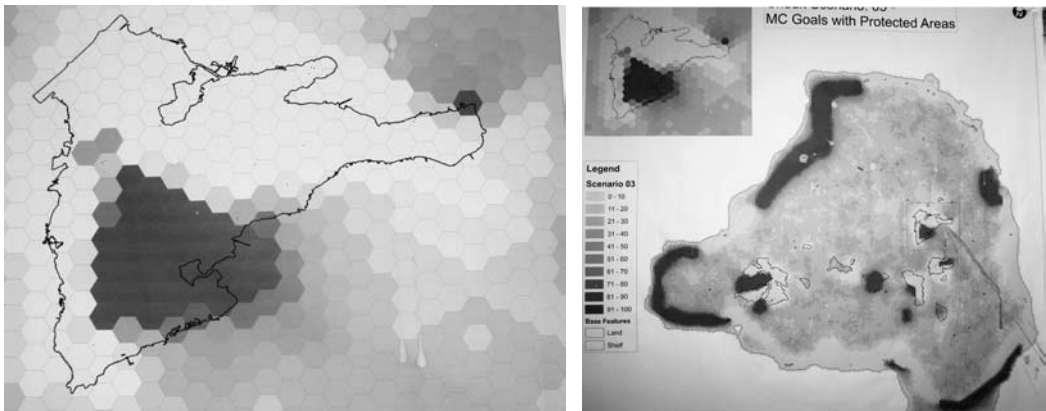 MC Goals with Protected Areas
Legend
Scenario 03
0 - 10
11 - 20
21 - 30
31 - 40
41 - 50
51 - 60
61 - 70
71 - 80
81 - 90
91 - 100
Base Features
Land
Shelf